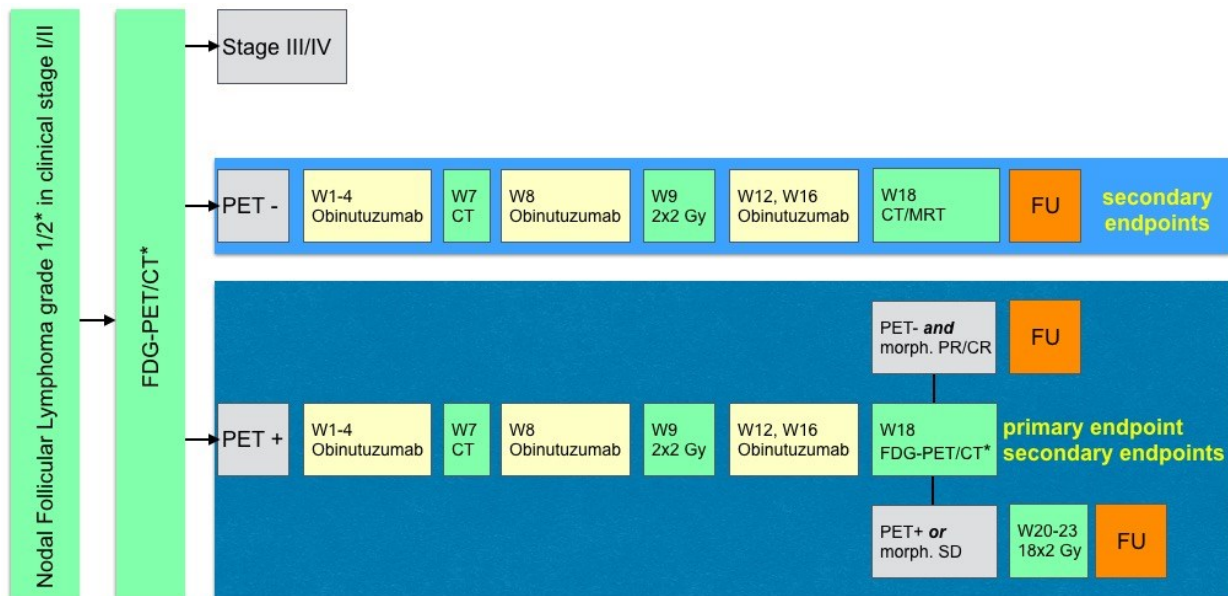 Nodal Follicular Lymphoma grade 1/2* in clinical stage I/II
FDG-PET/CT*
Stage III/IV
PET -
W1-4
Obinutuzumab
W7
CT
W8
Obinutuzumab
W9
2x2 Gy
W12, W16
Obinutuzumab
W18
CT/MRT
FU
secondary
endpoints
PET- and
morph. PR/CR
FU
PET +
W1-4
Obinutuzumab
W7
CT
W8
Obinutuzumab
W9
2x2 Gy
W12, W16
Obinutuzumab
W18
FDG-PET/CT*
primary endpoint
secondary endpoints
PET+ or
morph. SD
W20-23
18x2 Gy
FU